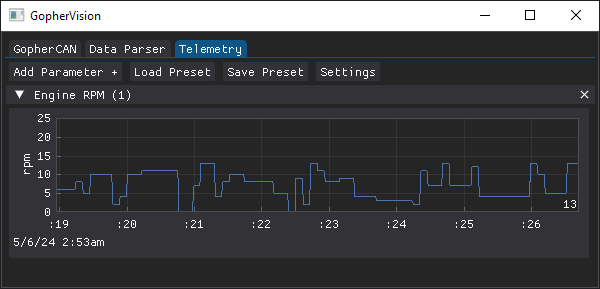 GopherVision
GopherCAN Data Parser Telemetry
Add Parameter + Load Preset Save Preset Settings
Engine RPM (1)
25
20
15
10
5
0
rpm
13
:19 :20 :21 :22 :23 :24 :25 :26
5/6/24 2:53am